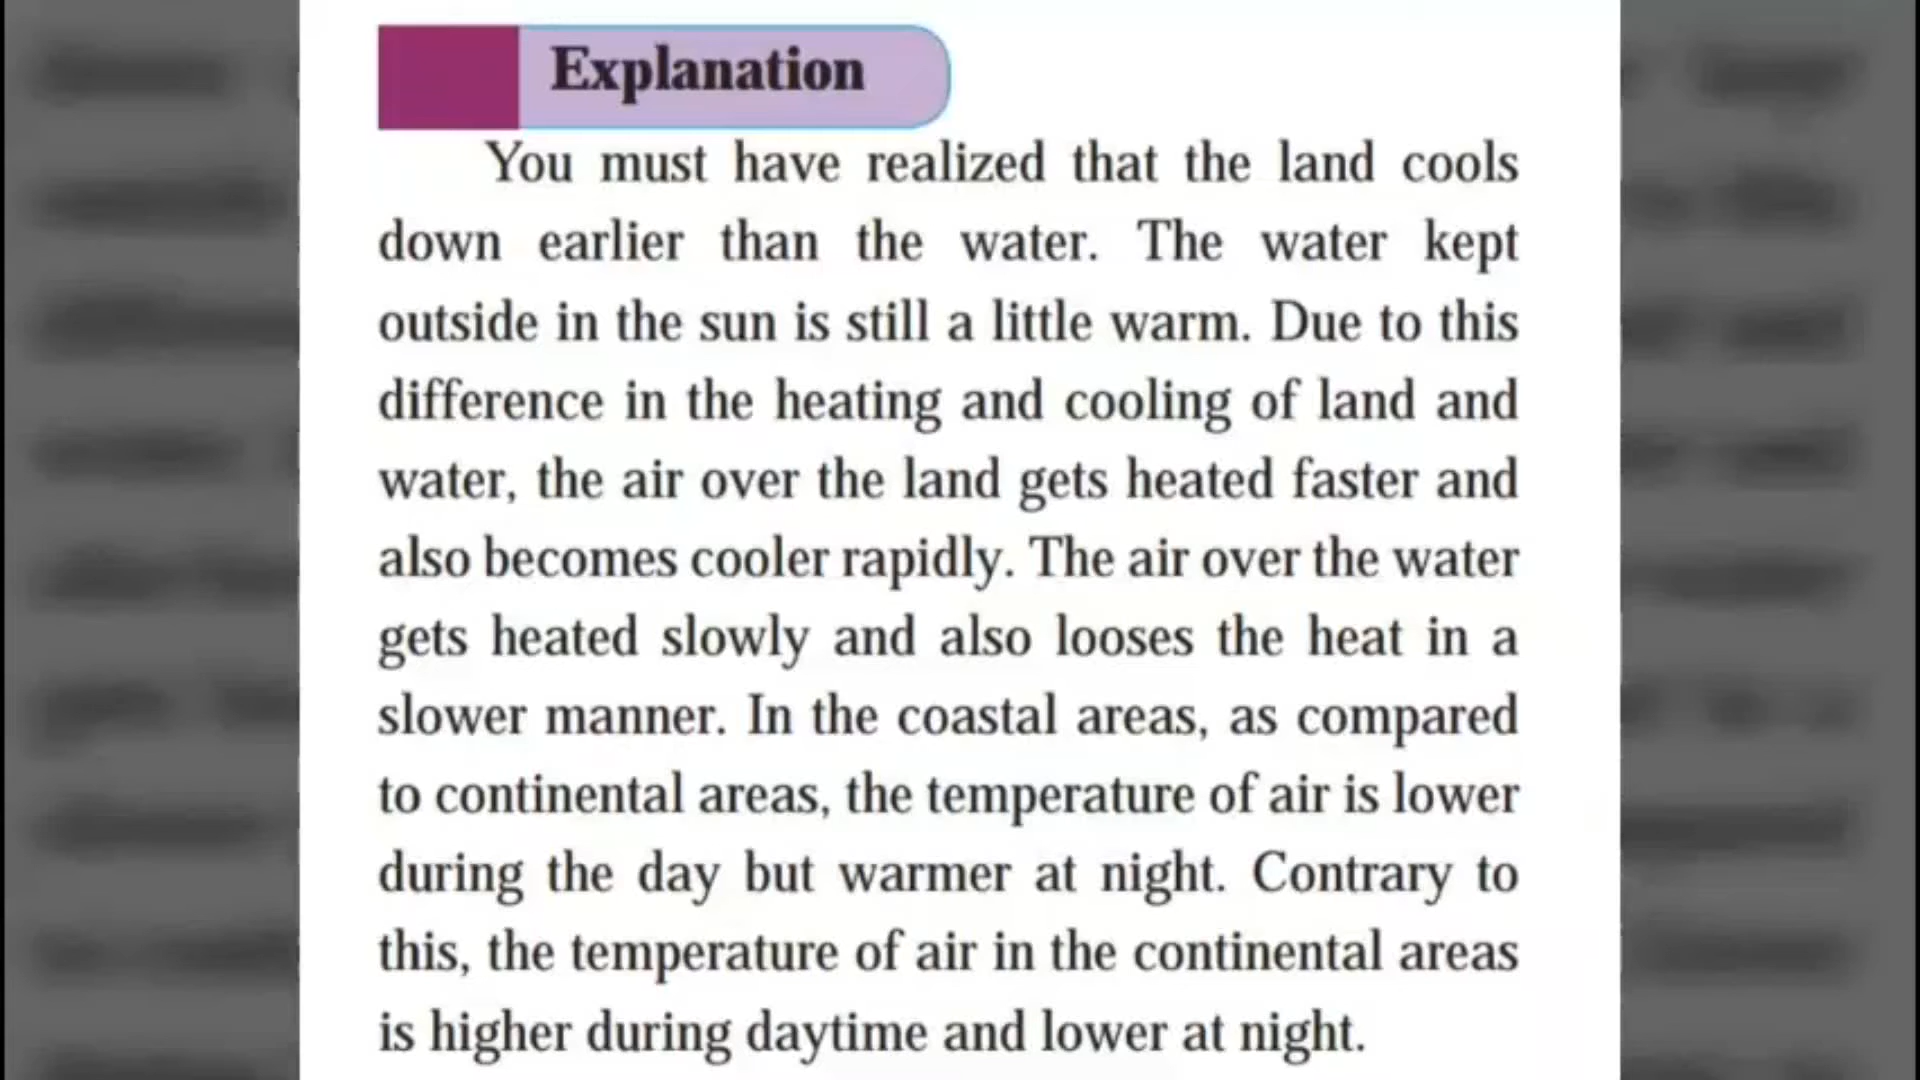 Explanation
You must have realized that the land cools
down earlier than the water. The water kept
outside in the sun is still a little warm. Due to this
difference in the heating and cooling of land and
water, the air over the land gets heated faster and
also becomes cooler rapidly. The air over the water
gets heated slowly and also looses the heat in a
slower manner. In the coastal areas, as compared
to continental areas, the temperature of air is lower
during the day but warmer at night. Contrary to
this, the temperature of air in the continental areas
is higher during daytime and lower at night.